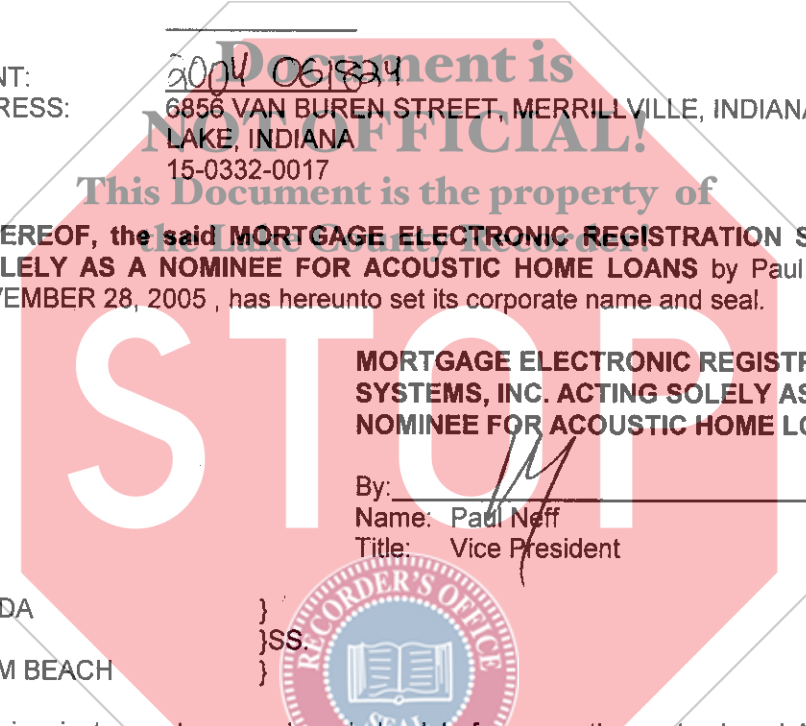 Document is
NT: 2004 061824
RESS: 6856 VAN BUREN STREET, MERRILLVILLE, INDIANA
NOT OFFICIAL!
LAKE, INDIANA
15-0332-0017
This Document is the property of
the Lake County Recorder!
EREOF, the said MORTGAGE ELECTRONIC REGISTRATION S
LELY AS A NOMINEE FOR ACOUSTIC HOME LOANS by Paul
EMBER 28, 2005 , has hereunto set its corporate name and seal.
STOP
MORTGAGE ELECTRONIC REGISTR
SYSTEMS, INC. ACTING SOLELY AS
NOMINEE FOR ACOUSTIC HOME LO
By:
Name: Paul Neff
Title: Vice President
DA }
}SS.
M BEACH }
RECORDER'S OFFICE
SEAL